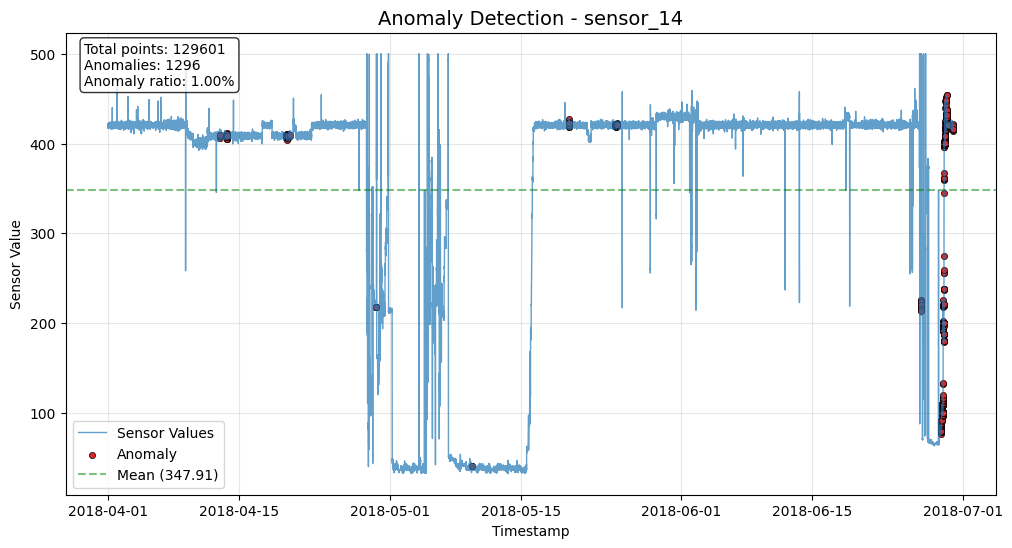 Anomaly Detection - sensor_14
Total points: 129601
Anomalies: 1296
Anomaly ratio: 1.00%
500
400
300
200
100
Sensor Value
Sensor Values
Anomaly
Mean (347.91)
2018-04-01 2018-04-15 2018-05-01 2018-05-15 2018-06-01 2018-06-15 2018-07-01
Timestamp